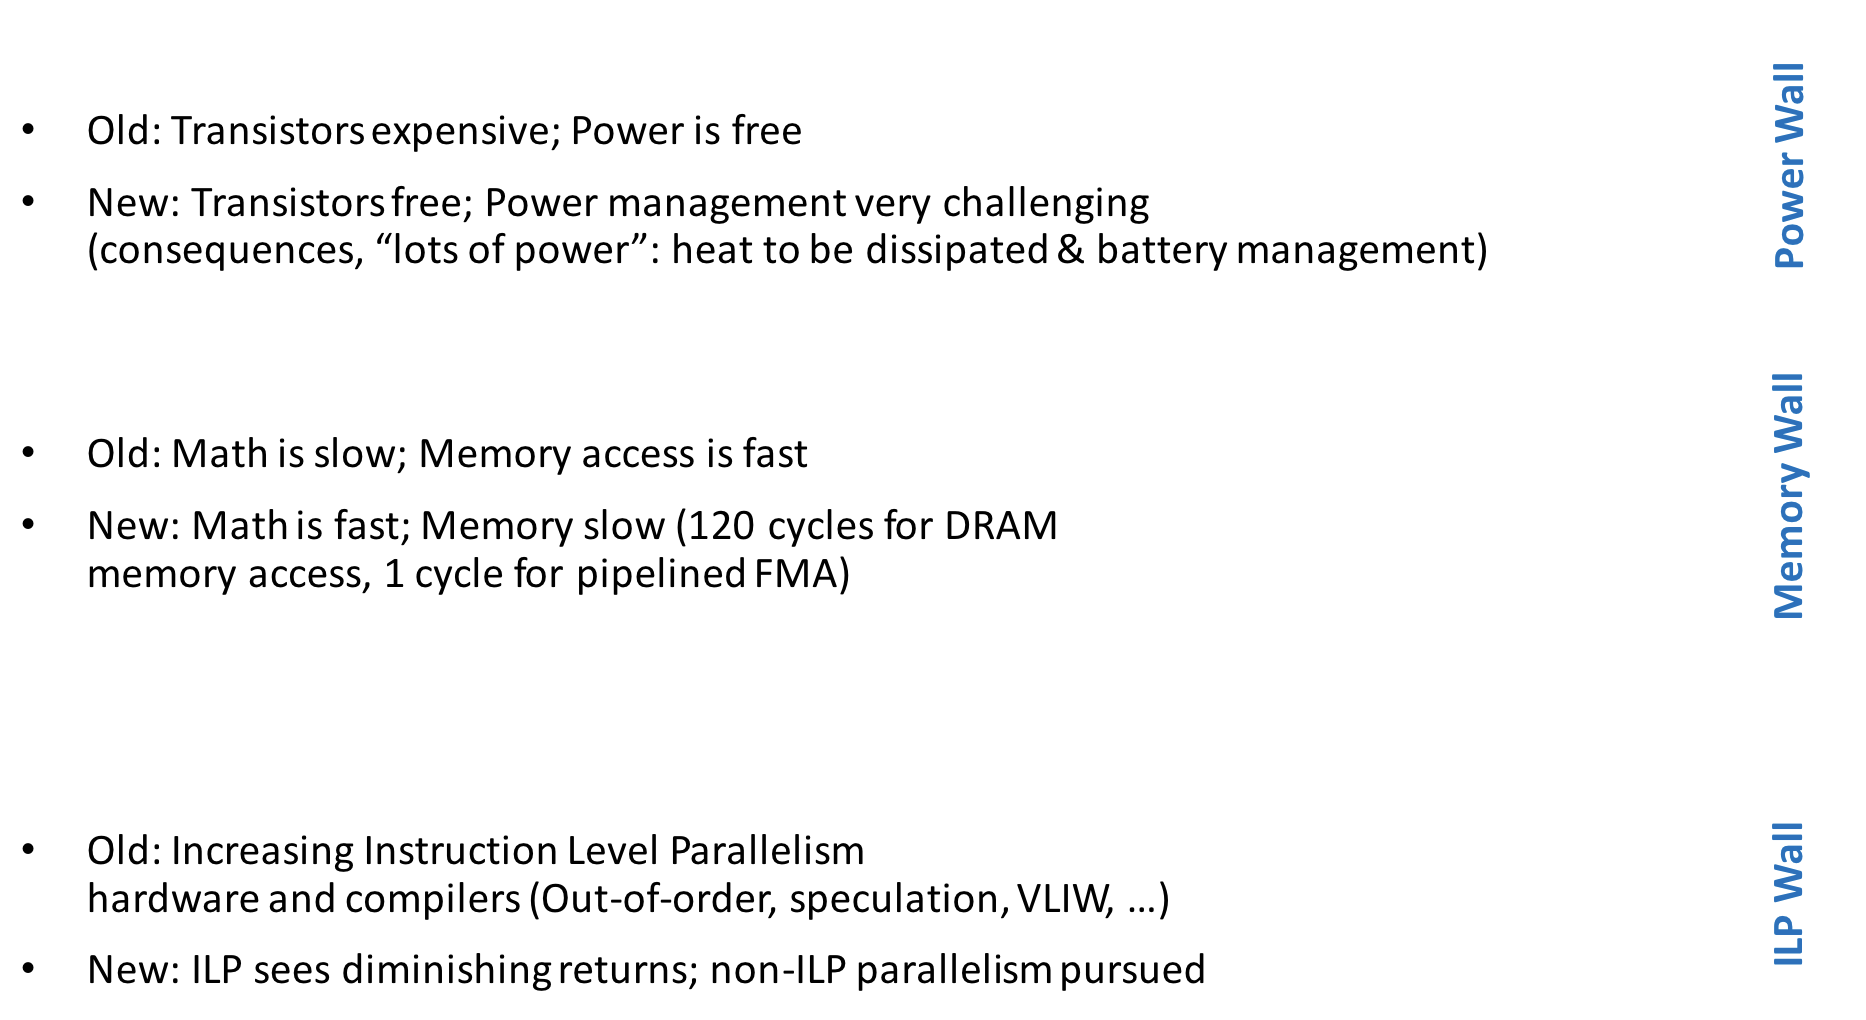 • Old: Transistors expensive; Power is free
• New: Transistors free; Power management very challenging
(consequences, “lots of power”: heat to be dissipated & battery management)
Power Wall
• Old: Math is slow; Memory access is fast
• New: Math is fast; Memory slow (120 cycles for DRAM
memory access, 1 cycle for pipelined FMA)
Memory Wall
• Old: Increasing Instruction Level Parallelism
hardware and compilers (Out-of-order, speculation, VLIW, …)
• New: ILP sees diminishing returns; non-ILP parallelism pursued
ILP Wall